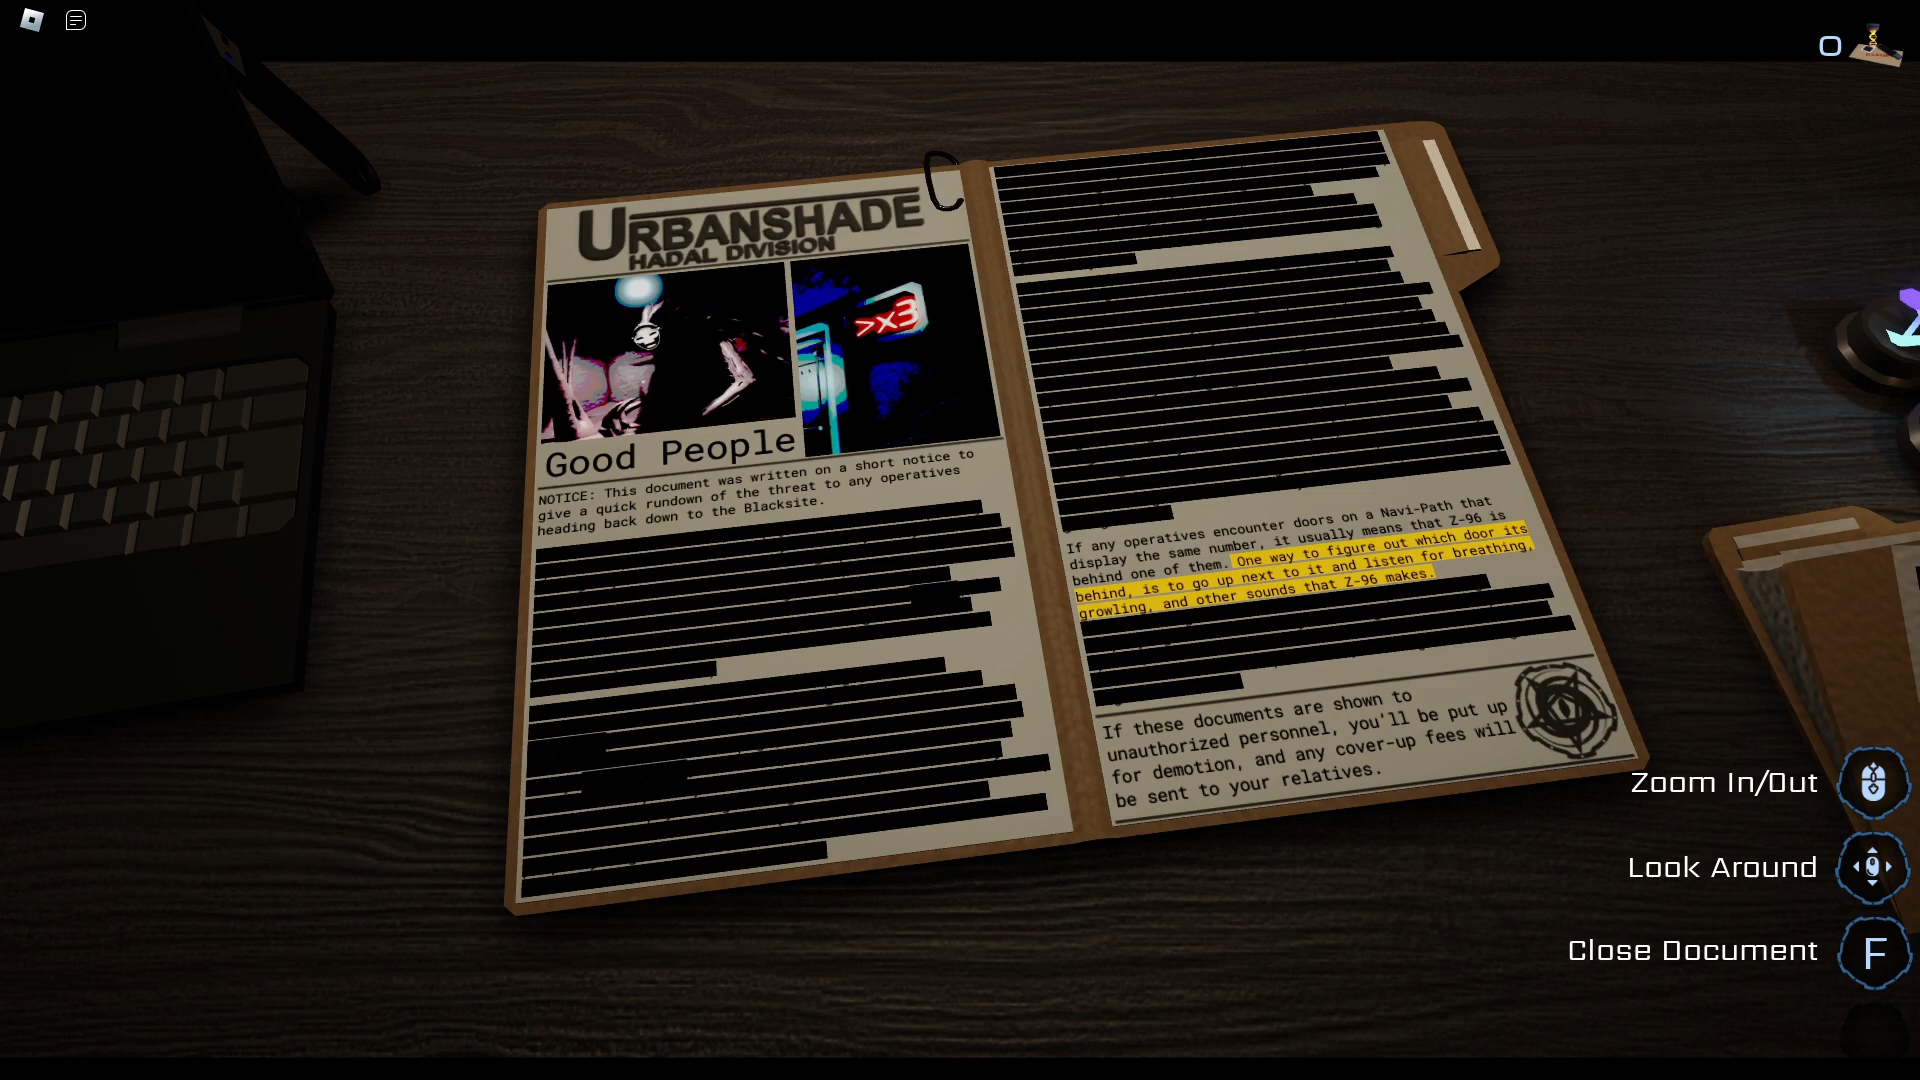 URBANSHADE
HADAL DIVISION
>x3
Good People
NOTICE: This document was written on a short notice to
give a quick rundown of the threat to any operatives
heading back down to the Blacksite.
If any operatives encounter doors on a Navi-Path that
display the same number, it usually means that Z-96 is
behind one of them. One way to figure out which door its
behind, is to go up next to it and listen for breathing,
growling, and other sounds that Z-96 makes.
If these documents are shown to
unauthorized personnel, you'll be put up
for demotion, and any cover-up fees will
be sent to your relatives.
0
Zoom In/Out
Look Around
Close Document
F